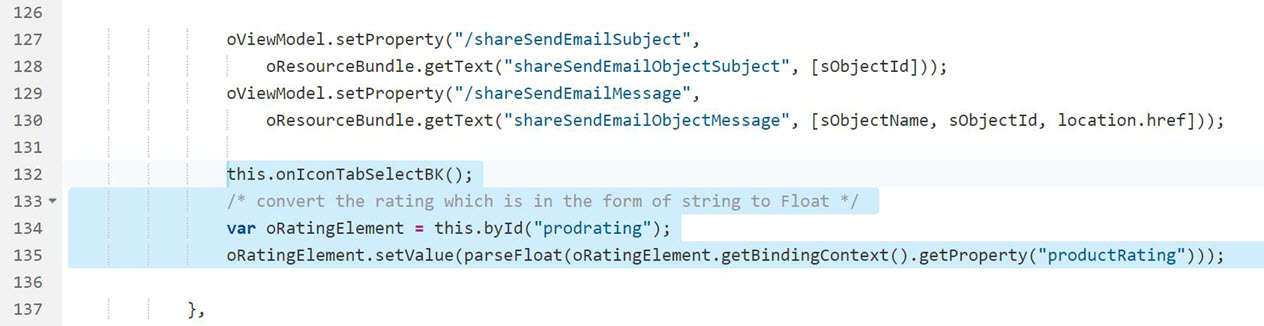 126
127 oViewModel.setProperty("/shareSendEmailSubject",
128 oResourceBundle.getText("shareSendEmailObjectSubject", [sObjectId]));
129 oViewModel.setProperty("/shareSendEmailMessage",
130 oResourceBundle.getText("shareSendEmailObjectMessage", [sObjectName, sObjectId, location.href]));
131
132 this.onIconTabSelectBK();
133 /* convert the rating which is in the form of string to Float */
134 var oRatingElement = this.byId("prodrating");
135 oRatingElement.setValue(parseFloat(oRatingElement.getBindingContext().getProperty("productRating")));
136
137 },